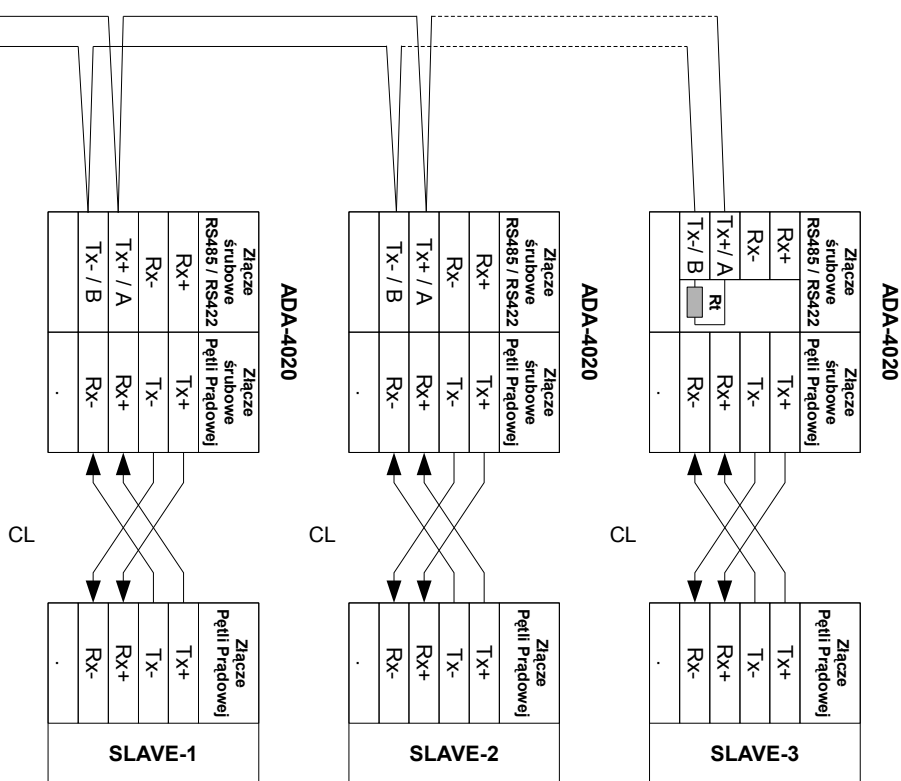 ADA-4020
Złącze
śrubowe
RS485 / RS422
Rx+
Rx-
Tx+ / A
Tx- / B
Złącze
śrubowe
Pętli Prądowej
Tx+
Tx-
Rx+
Rx-
.
CL
Złącze
Pętli Prądowej
Tx+
Tx-
Rx+
Rx-
.
SLAVE-1
ADA-4020
Złącze
śrubowe
RS485 / RS422
Rx+
Rx-
Tx+ / A
Tx- / B
Złącze
śrubowe
Pętli Prądowej
Tx+
Tx-
Rx+
Rx-
.
CL
Złącze
Pętli Prądowej
Tx+
Tx-
Rx+
Rx-
.
SLAVE-2
ADA-4020
Złącze
śrubowe
RS485 / RS422
Rx+
Rx-
Tx+/ A
Tx-/ B
Rt
Złącze
śrubowe
Pętli Prądowej
Tx+
Tx-
Rx+
Rx-
.
CL
Złącze
Pętli Prądowej
Tx+
Tx-
Rx+
Rx-
.
SLAVE-3